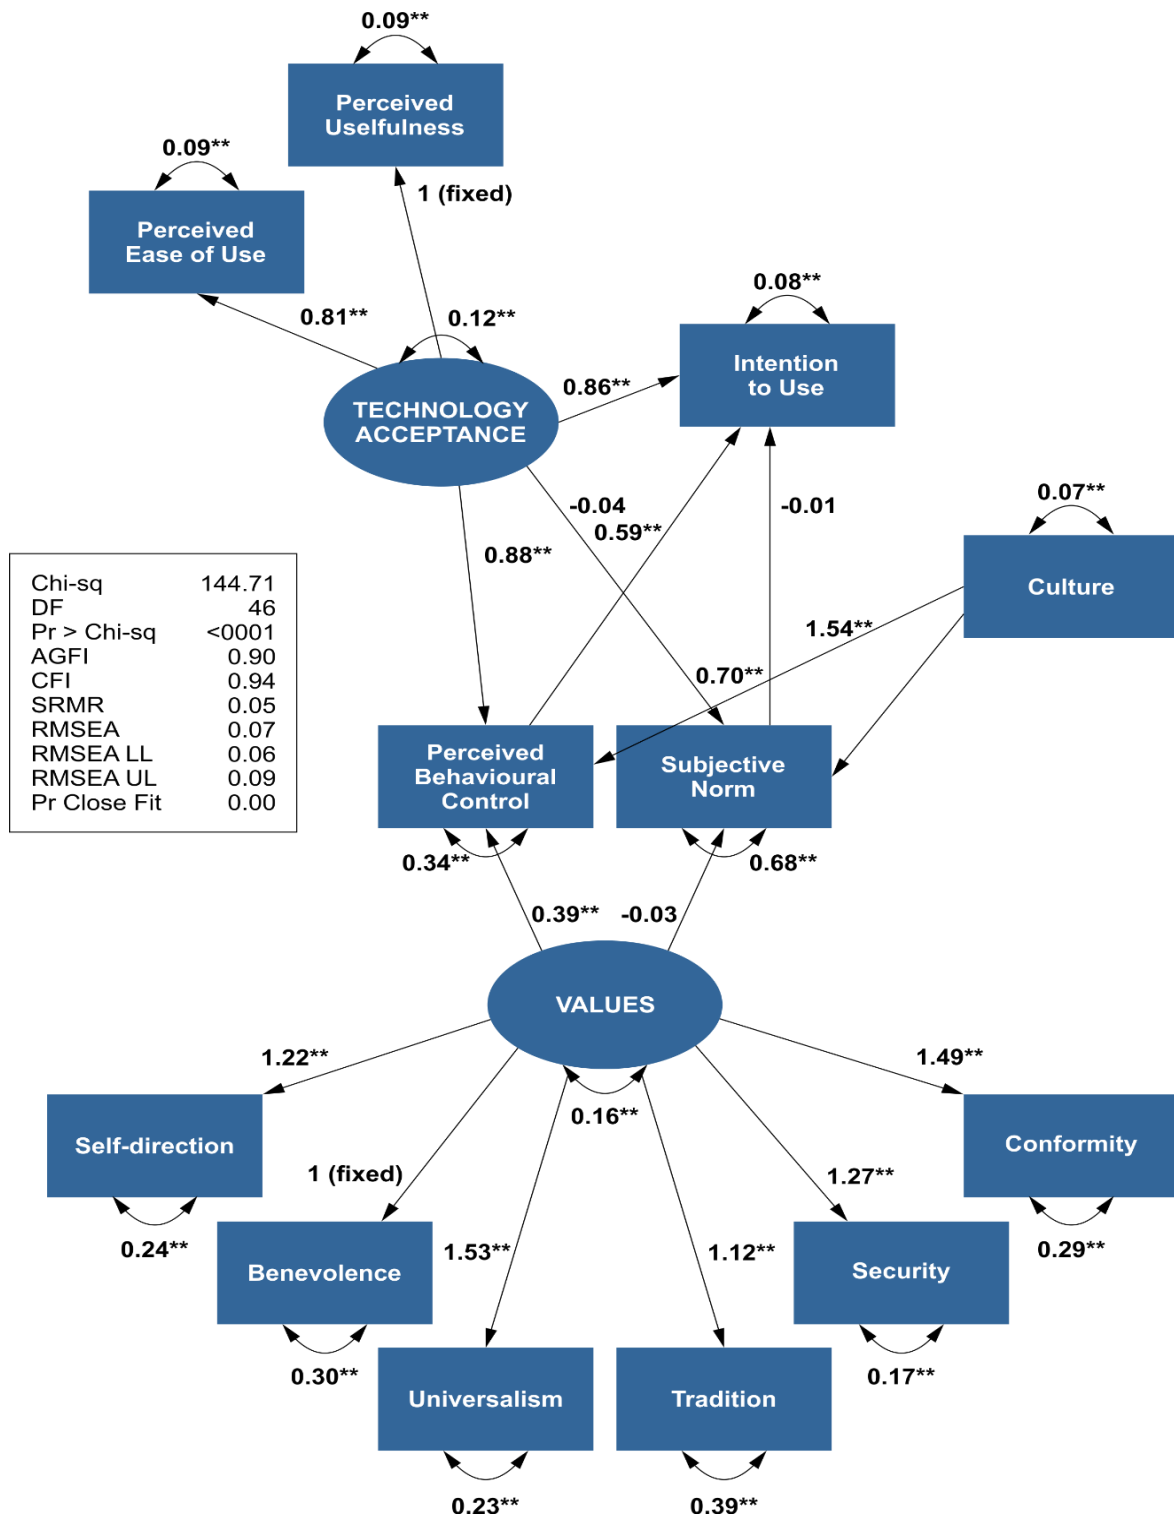 0.09**
Perceived
Uselfulness
0.09**
1 (fixed)
Perceived
Ease of Use
0.81**
0.12**
0.08**
Intention
to Use
0.86**
TECHNOLOGY
ACCEPTANCE
-0.04
-0.01
0.07**
0.59**
0.88**
Culture
Chi-sq 144.71
DF 46
Pr > Chi-sq <0001
AGFI 0.90
CFI 0.94
SRMR 0.05
RMSEA 0.07
RMSEA LL 0.06
RMSEA UL 0.09
Pr Close Fit 0.00
1.54**
0.70**
Perceived
Behavioural
Control
Subjective
Norm
0.34**
0.68**
0.39**
-0.03
VALUES
1.22**
1.49**
0.16**
Self-direction
Conformity
1 (fixed)
1.27**
0.24**
1.53**
1.12**
0.29**
Benevolence
Security
0.30**
0.17**
Universalism
Tradition
0.23**
0.39**